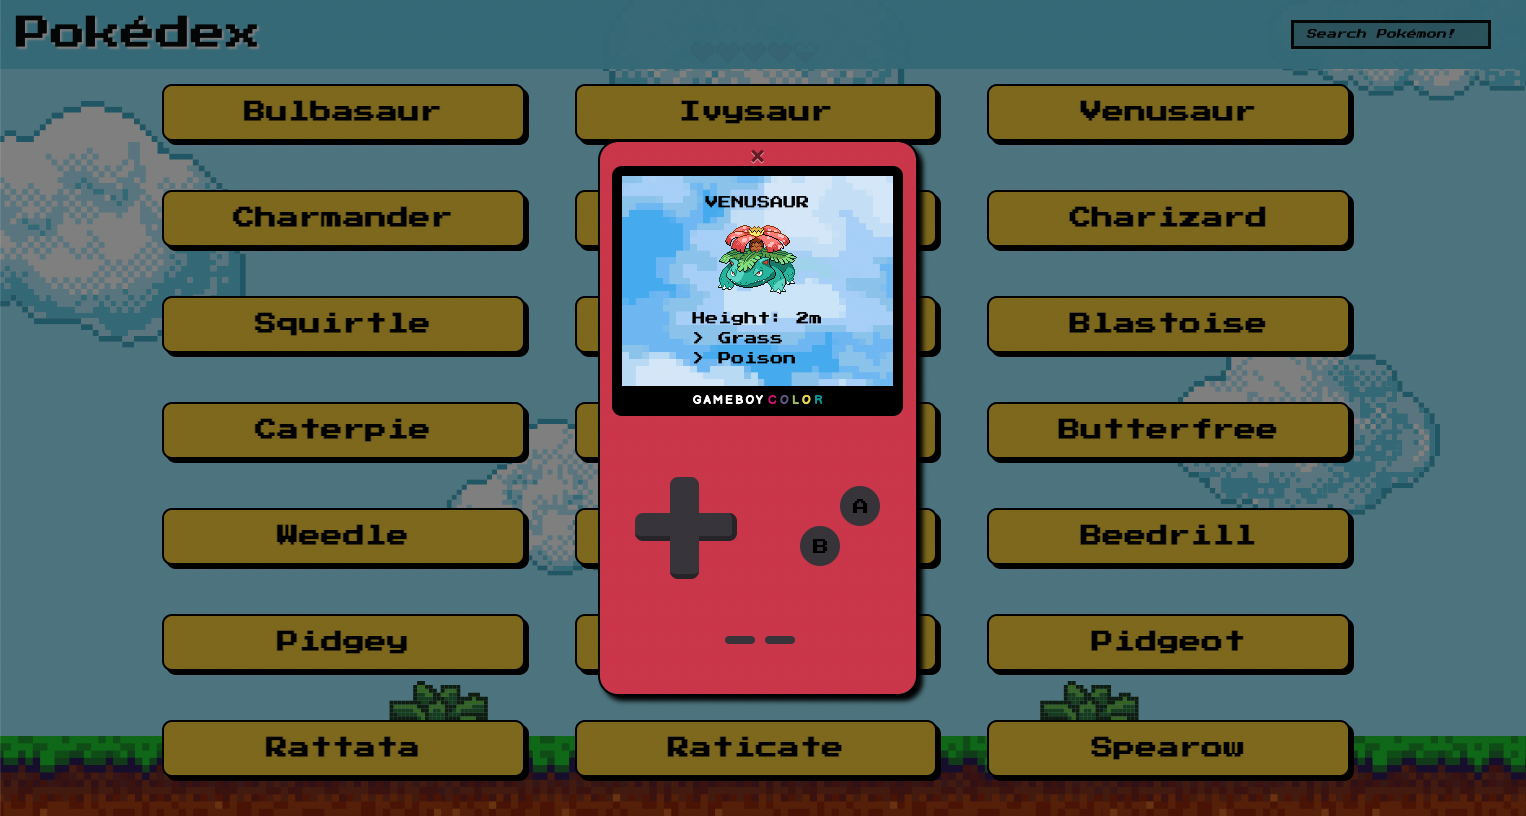 Pokédex
Search Pokémon!
Bulbasaur
Ivysaur
Venusaur
Charmander
Charizard
Squirtle
Blastoise
Caterpie
Butterfree
Weedle
Beedrill
Pidgey
Pidgeot
Rattata
Raticate
Spearow
×
VENUSAUR
Height: 2m
> Grass
> Poison
GAMEBOY COLOR
A
B